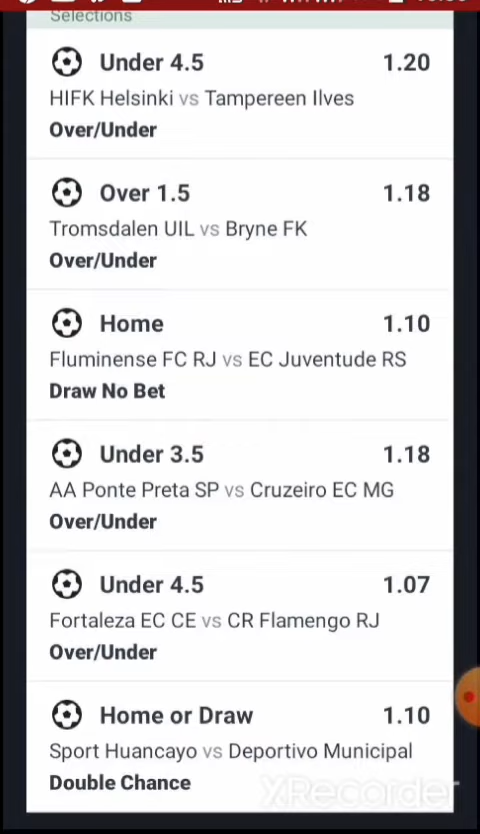 Selections
Under 4.5 1.20
HIFK Helsinki vs Tampereen Ilves
Over/Under
Over 1.5 1.18
Tromsdalen UIL vs Bryne FK
Over/Under
Home 1.10
Fluminense FC RJ vs EC Juventude RS
Draw No Bet
Under 3.5 1.18
AA Ponte Preta SP vs Cruzeiro EC MG
Over/Under
Under 4.5 1.07
Fortaleza EC CE vs CR Flamengo RJ
Over/Under
Home or Draw 1.10
Sport Huancayo vs Deportivo Municipal
Double Chance
XRecorder